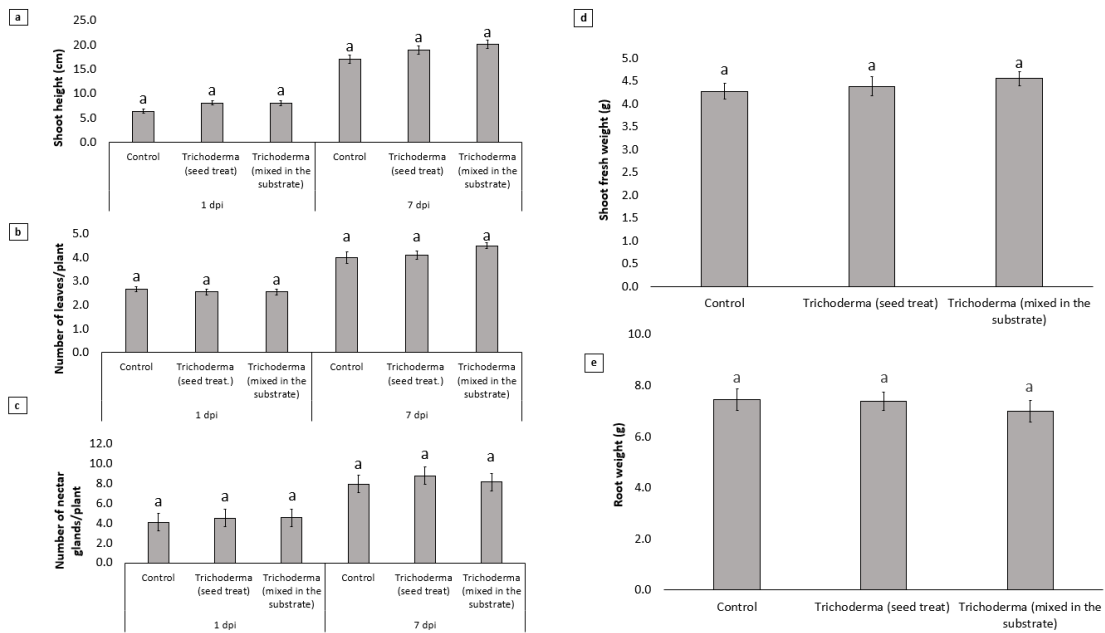 a
Shoot height (cm)
25.0
20.0
15.0
10.0
5.0
0.0
a
a
a
a
a
a
Control
Trichoderma
(seed treat)
Trichoderma
(mixed in the
substrate)
Control
Trichoderma
(seed treat)
Trichoderma
(mixed in the
substrate)
1 dpi
7 dpi
b
Number of leaves/plant
5.0
4.0
3.0
2.0
1.0
0.0
a
a
a
a
a
a
Control
Trichoderma
(seed treat.)
Trichoderma
(mixed in the
substrate)
Control
Trichoderma
(seed treat.)
Trichoderma
(mixed in the
substrate)
1 dpi
7 dpi
c
Number of nectar
glands/plant
12.0
10.0
8.0
6.0
4.0
2.0
0.0
a
a
a
a
a
a
Control
Trichoderma
(seed treat)
Trichoderma
(mixed in the
substrate)
Control
Trichoderma
(seed treat)
Trichoderma
(mixed in the
substrate)
1 dpi
7 dpi
d
Shoot fresh weight (g)
5.0
4.5
4.0
3.5
3.0
2.5
2.0
1.5
1.0
0.5
0.0
a
a
a
Control
Trichoderma (seed treat)
Trichoderma (mixed in the
substrate)
e
Root weight (g)
10.0
8.0
6.0
4.0
2.0
0.0
a
a
a
Control
Trichoderma (seed treat)
Trichoderma (mixed in the
substrate)